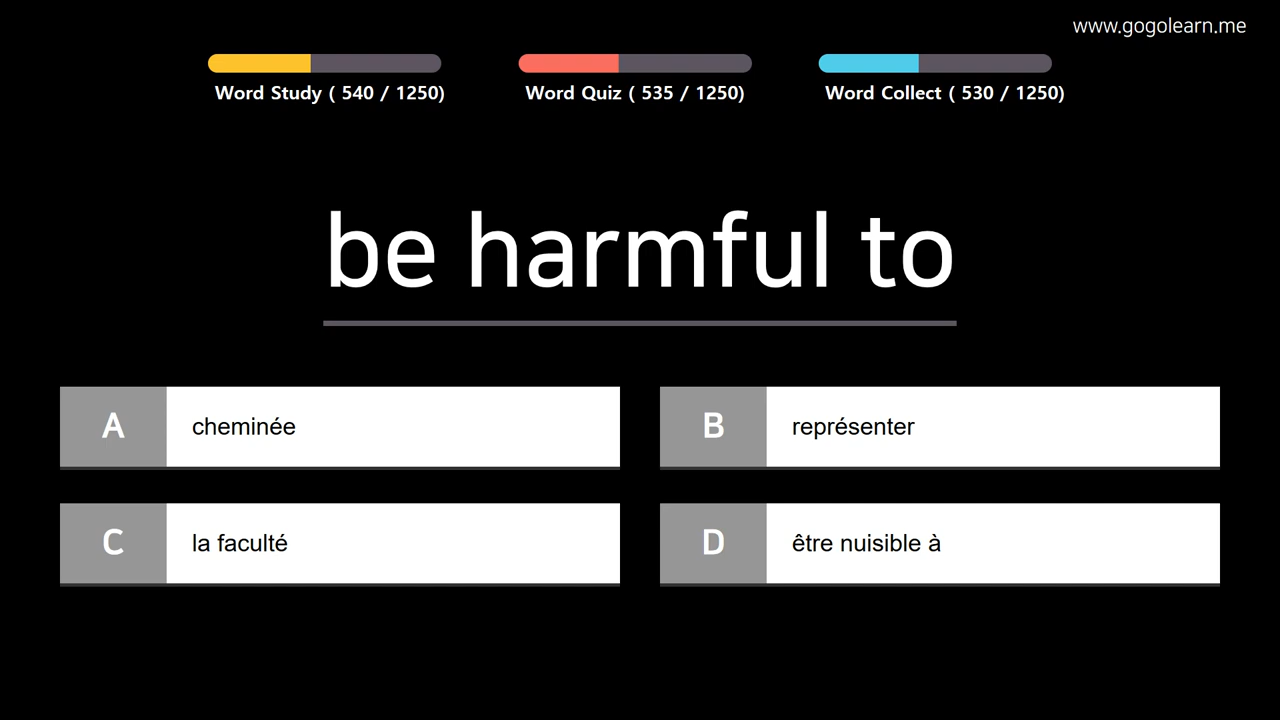 www.gogolearn.me
Word Study ( 540 / 1250)
Word Quiz ( 535 / 1250)
Word Collect ( 530 / 1250)
be harmful to
A cheminée
B représenter
C la faculté
D être nuisible à